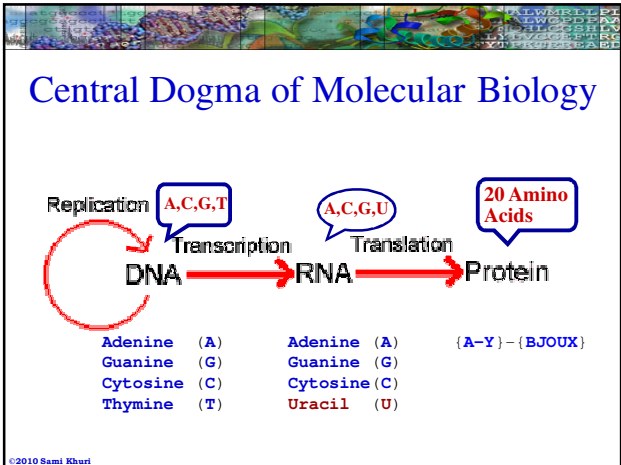 ALWMRLLPI
Central Dogma of Molecular Biology
Replication
A,C,G,T
A,C,G,U
20 Amino
Acids
Transcription
Translation
DNA
RNA
Protein
Adenine (A) Adenine (A) {A-Y}-{BJOUX}
Guanine (G) Guanine (G)
Cytosine (C) Cytosine(C)
Thymine (T) Uracil (U)
©2010 Sami Khuri